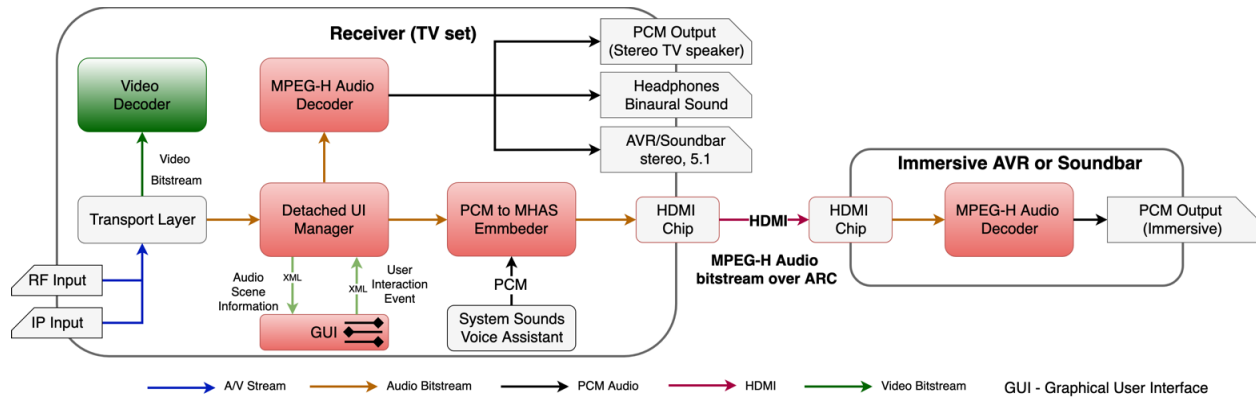 Receiver (TV set)
PCM Output
(Stereo TV speaker)
Video
Decoder
MPEG-H Audio
Decoder
Headphones
Binaural Sound
AVR/Soundbar
stereo, 5.1
Video
Bitstream
Immersive AVR or Soundbar
Transport Layer
Detached UI
Manager
PCM to MHAS
Emmbeder
HDMI
Chip
HDMI
HDMI
Chip
MPEG-H Audio
Decoder
PCM Output
(Immersive)
MPEG-H Audio
bitstream over ARC
RF Input
IP Input
Audio
Scene
Information
XML
XML
User
Interaction
Event
PCM
GUI
System Sounds
Voice Assistant
A/V Stream
Audio Bitstream
PCM Audio
HDMI
Video Bitstream
GUI - Graphical User Interface